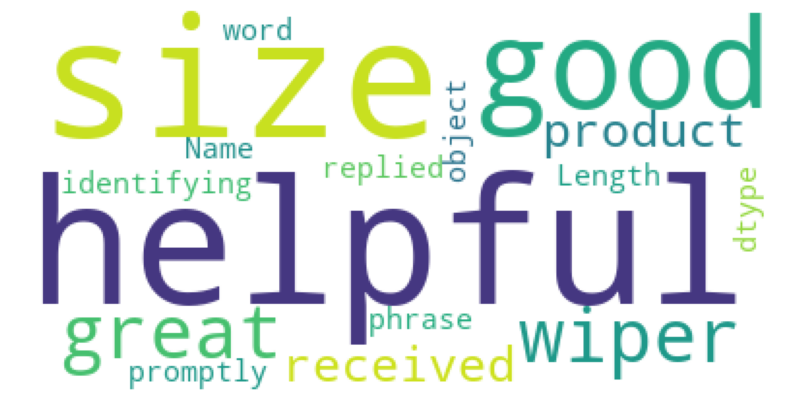 word
size
good
object
product
Name
replied
Length
identifying
dtype
helpful
great
phrase
wiper
promptly
received